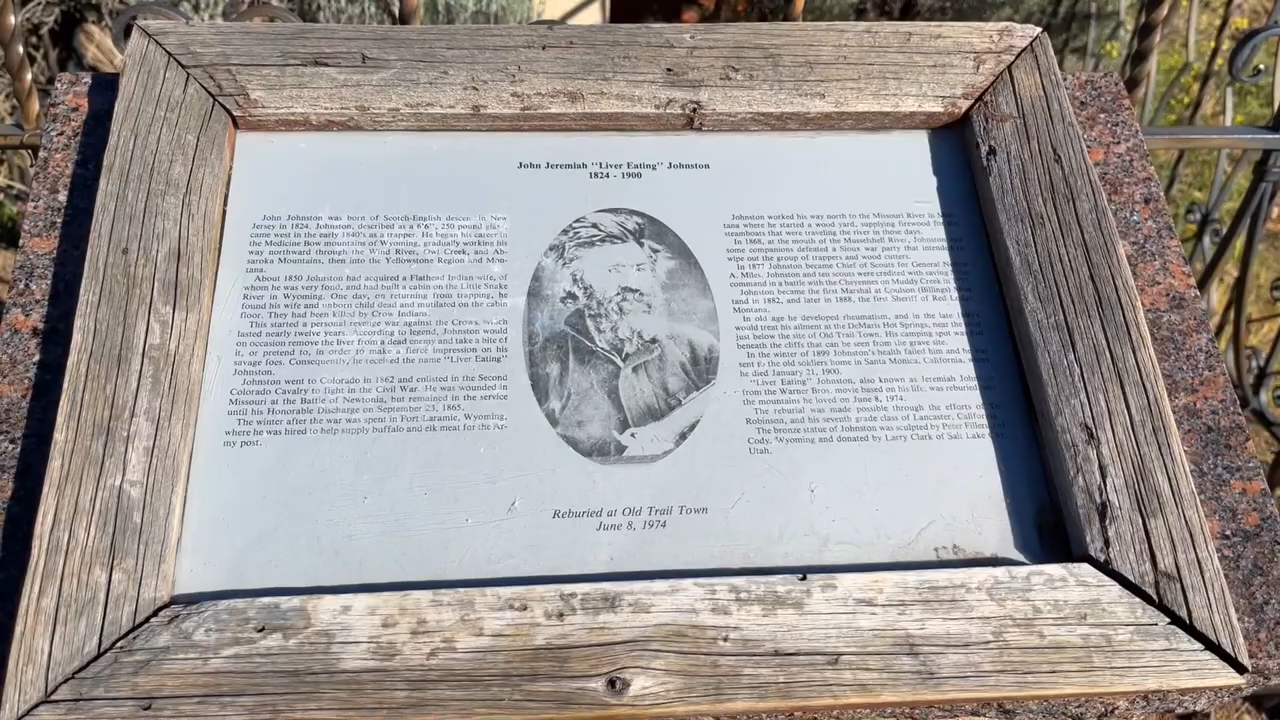 John Jeremiah "Liver Eating" Johnston
1824 - 1900
John Johnston was born of Scotch-English descent in New
Jersey in 1824. Johnston, described as a 6'6", 250 pound giant,
came west in the early 1840's as a trapper. He began his career in
the Medicine Bow mountains of Wyoming, gradually working his
way northward through the Wind River, Owl Creek, and Ab-
saroka Mountains, then into the Yellowstone Region and Mon-
tana.
About 1850 Johnston had acquired a Flathead Indian wife, of
whom he was very fond, and had built a cabin on the Little Snake
River in Wyoming. One day, on returning from trapping, he
found his wife and unborn child dead and mutilated on the cabin
floor. They had been killed by Crow Indians.
This started a personal revenge war against the Crows, which
lasted nearly twelve years. According to legend, Johnston would
on occasion remove the liver from a dead enemy and take a bite of
it, or pretend to, in order to make a fierce impression on his
savage foes. Consequently, he received the name "Liver Eating"
Johnston.
Johnston went to Colorado in 1862 and enlisted in the Second
Colorado Cavalry to fight in the Civil War. He was wounded in
Missouri at the Battle of Newtonia, but remained in the service
until his Honorable Discharge on September 23, 1865.
The winter after the war was spent in Fort Laramie, Wyoming,
where he was hired to help supply buffalo and elk meat for the Ar-
my post.
Johnston worked his way north to the Missouri River in
tana where he started a wood yard, supplying firewood for
steamboats that were traveling the river in those days.
In 1868, at the mouth of the Musselshell River, Johnston and
some companions defeated a Sioux war party that intended to
wipe out the group of trappers and wood cutters.
In 1877 Johnston became Chief of Scouts for General
A. Miles. Johnston and ten scouts were credited with saving
command in a battle with the Cheyennes on Muddy Creek in
Johnston became the first Marshal at Coulson (Billings)
tand in 1882, and later in 1888, the first Sheriff of Red Lodge,
Montana.
In old age he developed rheumatism, and in the late
would treat his ailment at the DeMaris Hot Springs, near the
just below the site of Old Trail Town. His camping spot was
beneath the cliffs that can be seen from the grave site.
In the winter of 1899 Johnston's health failed him and he was
sent to the old soldiers home in Santa Monica, California, where
he died January 21, 1900.
"Liver Eating" Johnston, also known as Jeremiah
from the Warner Bros. movie based on his life, was reburied
the mountains he loved on June 8, 1974.
The reburial was made possible through the efforts of
Robinson, and his seventh grade class of Lancaster, California.
The bronze statue of Johnston was sculpted by Peter
Cody, Wyoming and donated by Larry Clark of Salt Lake City,
Utah.
Reburied at Old Trail Town
June 8, 1974